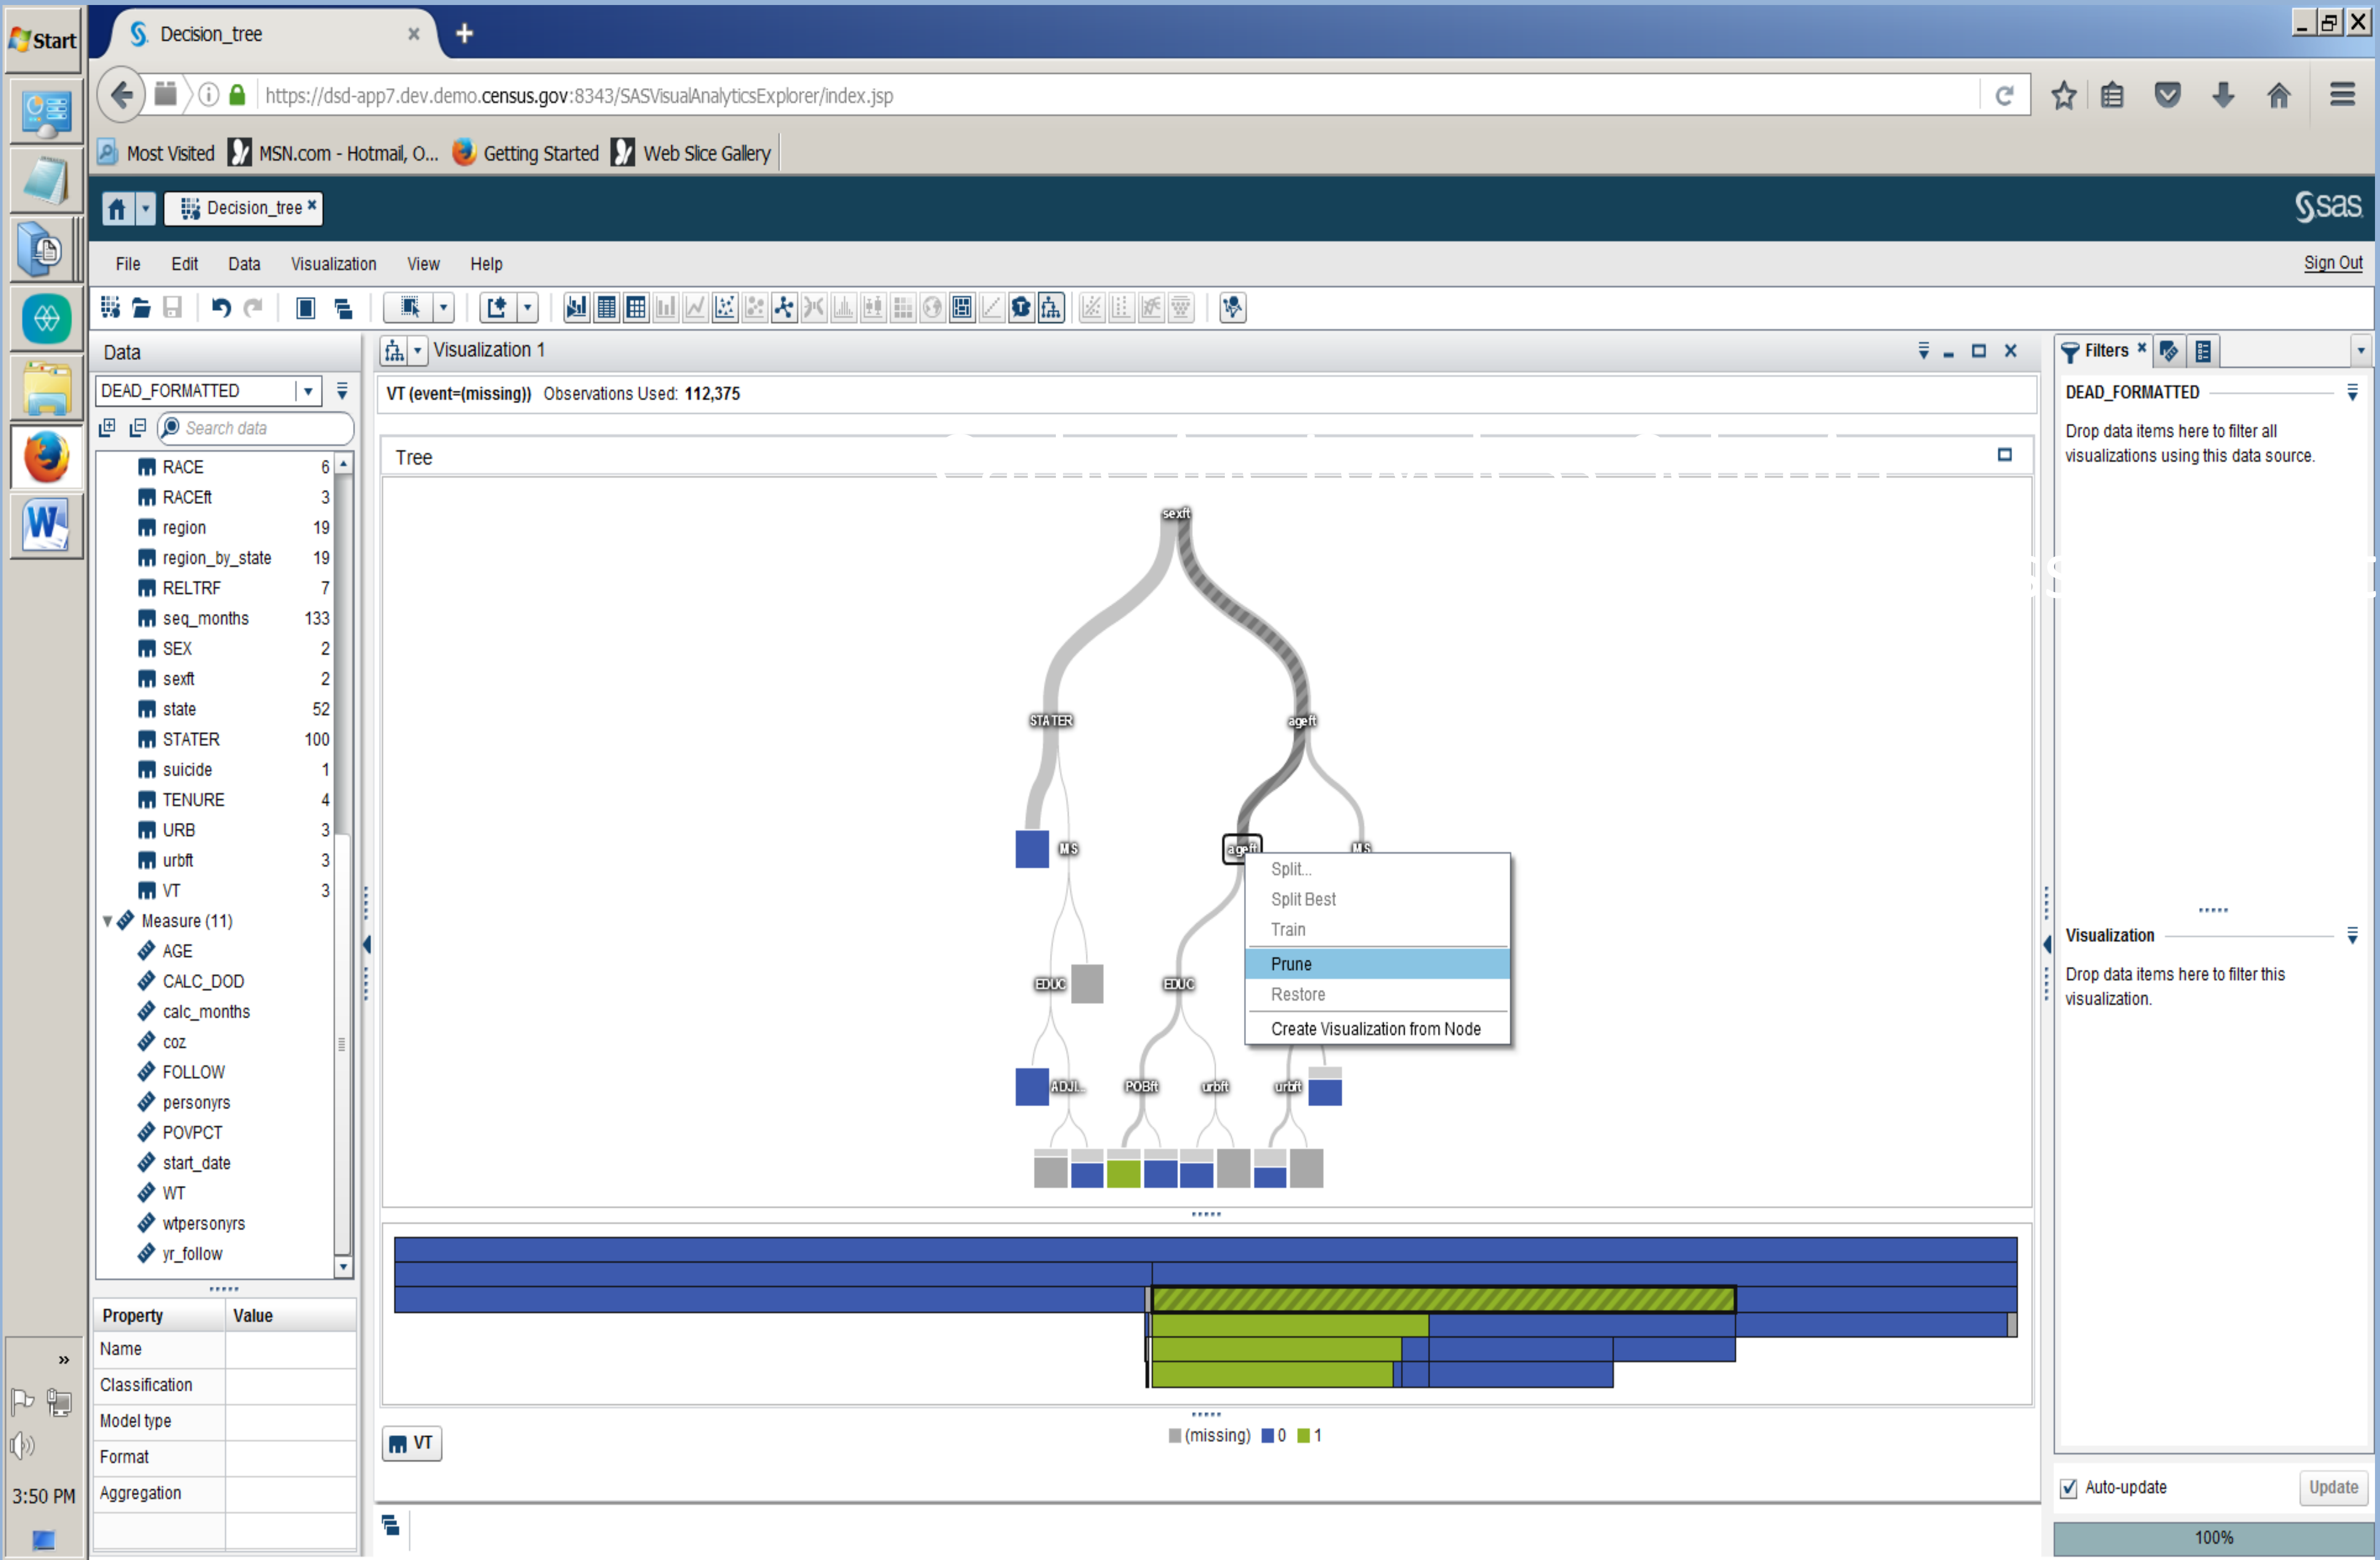 Start
Decision_tree
https://dsd-app7.dev.demo.census.gov:8343/SASVisualAnalyticsExplorer/index.jsp
Most Visited MSN.com - Hotmail, O... Getting Started Web Slice Gallery
Decision_tree
sas
File Edit Data Visualization View Help
Sign Out
Data
DEAD_FORMATTED
Search data
RACE 6
RACEft 3
region 19
region_by_state 19
RELTRF 7
seq_months 133
SEX 2
sexft 2
state 52
STATER 100
suicide 1
TENURE 4
URB 3
urbft 3
VT 3
Measure (11)
AGE
CALC_DOD
calc_months
coz
FOLLOW
personyrs
POVPCT
start_date
WT
wtpersonyrs
yr_follow
Property Value
Name
Classification
Model type
Format
Aggregation
Visualization 1
VT (event=(missing)) Observations Used: 112,375
Tree
sexft
STATER ageft
MS ageft MS
Split...
Split Best
Train
Prune
Restore
Create Visualization from Node
EDUC EDUC
ADJI... POBft urbft urbft
VT
(missing) 0 1
Filters
DEAD_FORMATTED
Drop data items here to filter all
visualizations using this data source.
Visualization
Drop data items here to filter this
visualization.
Auto-update Update
100%
3:50 PM